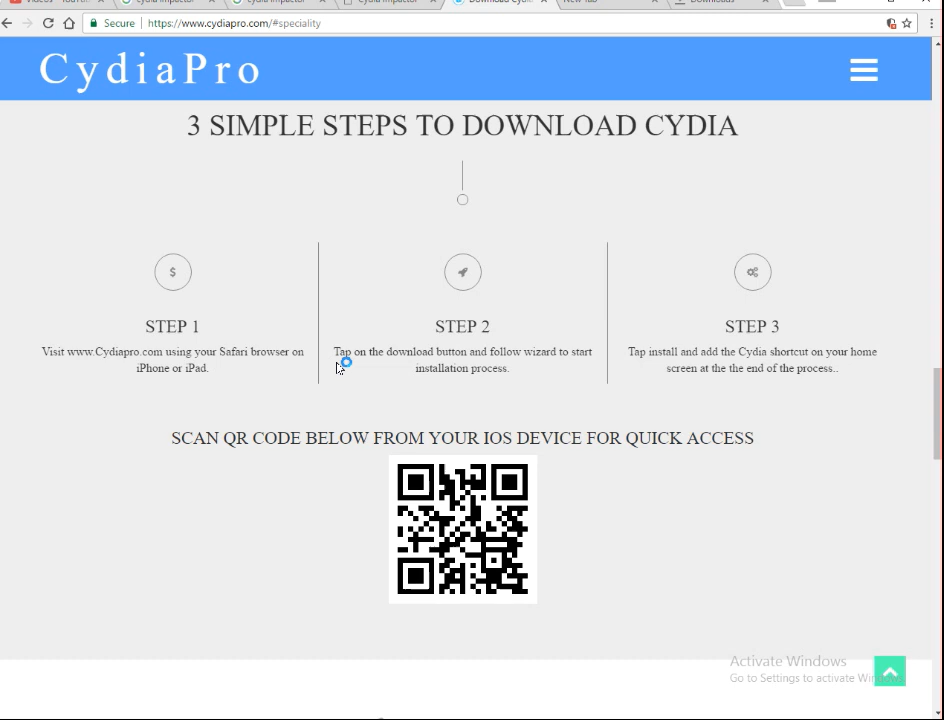 Secure
https://www.cydiapro.com/#speciality
CydiaPro
3 SIMPLE STEPS TO DOWNLOAD CYDIA
$
STEP 1
Visit www.Cydiapro.com using your Safari browser on
iPhone or iPad.
STEP 2
Tap on the download button and follow wizard to start
installation process.
STEP 3
Tap install and add the Cydia shortcut on your home
screen at the the end of the process..
SCAN QR CODE BELOW FROM YOUR IOS DEVICE FOR QUICK ACCESS
Activate Windows
Go to Settings to activate